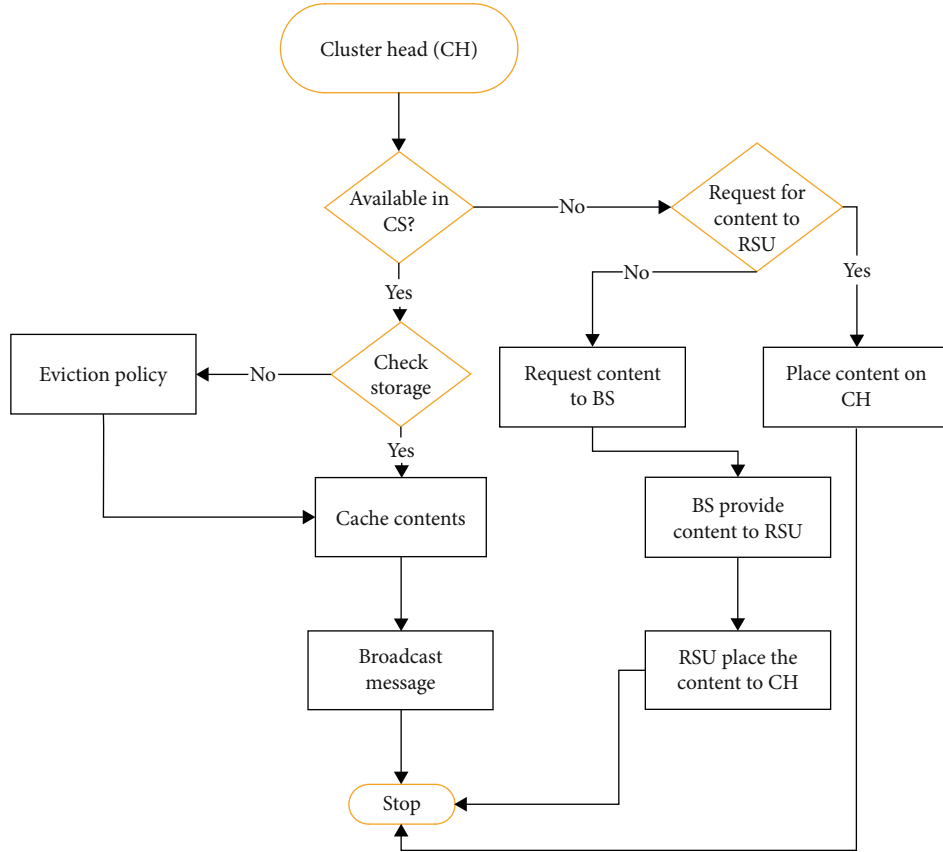 Cluster head (CH)
Available in
CS?
No
Request for
content to
RSU
No
Yes
Yes
Eviction policy
No
Check
storage
Request content
to BS
Place content on
CH
Yes
Cache contents
BS provide
content to RSU
Broadcast
message
RSU place the
content to CH
Stop